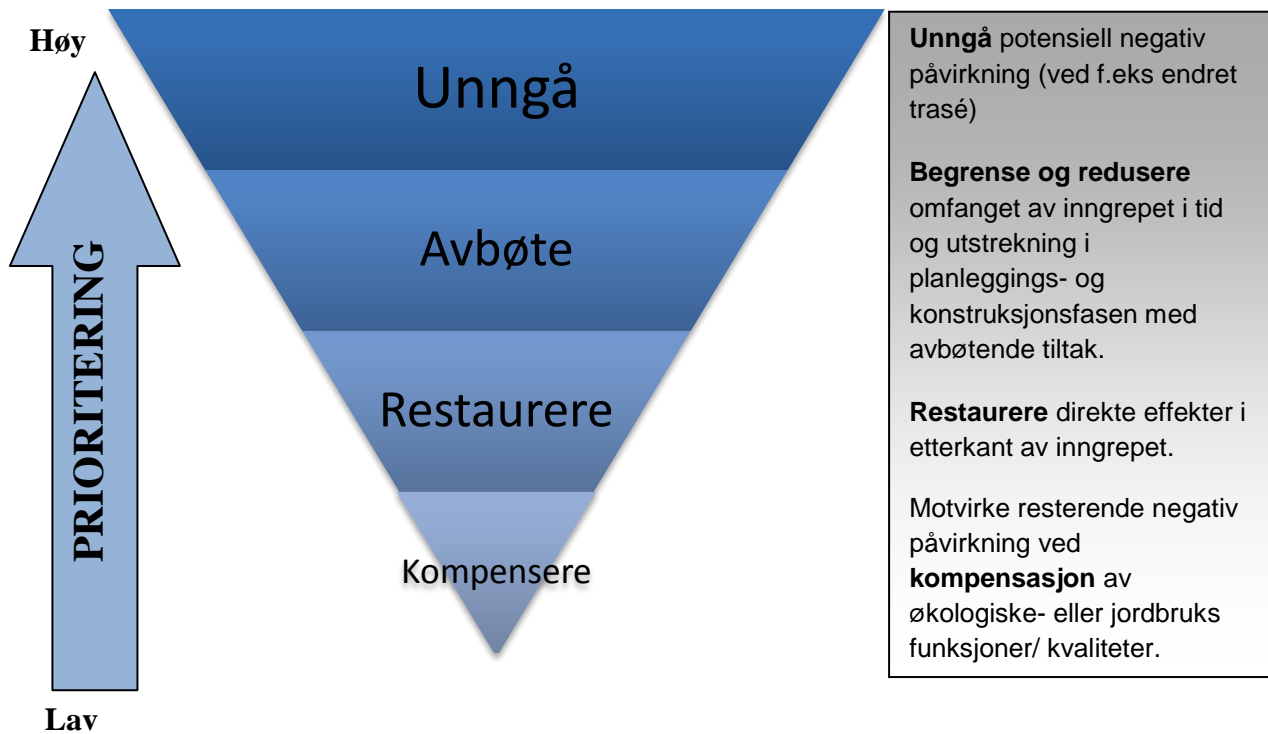 Høy
PRIORITERING
Lav
Unngå
Avbøte
Restaurere
Kompensere
Unngå potensiell negativ
påvirkning (ved f.eks endret
trasé)
Begrense og redusere
omfanget av inngrepet i tid
og utstrekning i
planleggings- og
konstruksjonsfasen med
avbøtende tiltak.
Restaurere direkte effekter i
etterkant av inngrepet.
Motvirke resterende negativ
påvirkning ved
kompensasjon av
økologiske- eller jordbruks
funksjoner/ kvaliteter.